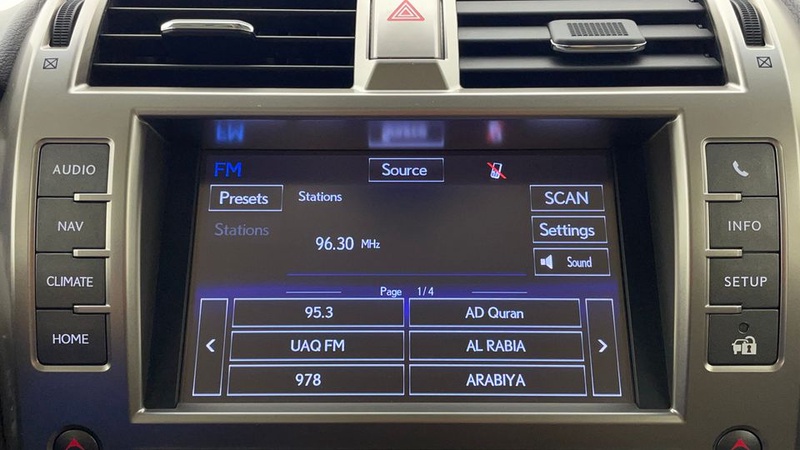 AUDIO
NAV
CLIMATE
HOME
FM
Source
Presets
Stations
SCAN
Stations
Settings
96.30 MHz
Sound
Page 1/4
95.3
AD Quran
UAQ FM
AL RABIA
978
ARABIYA
INFO
SETUP